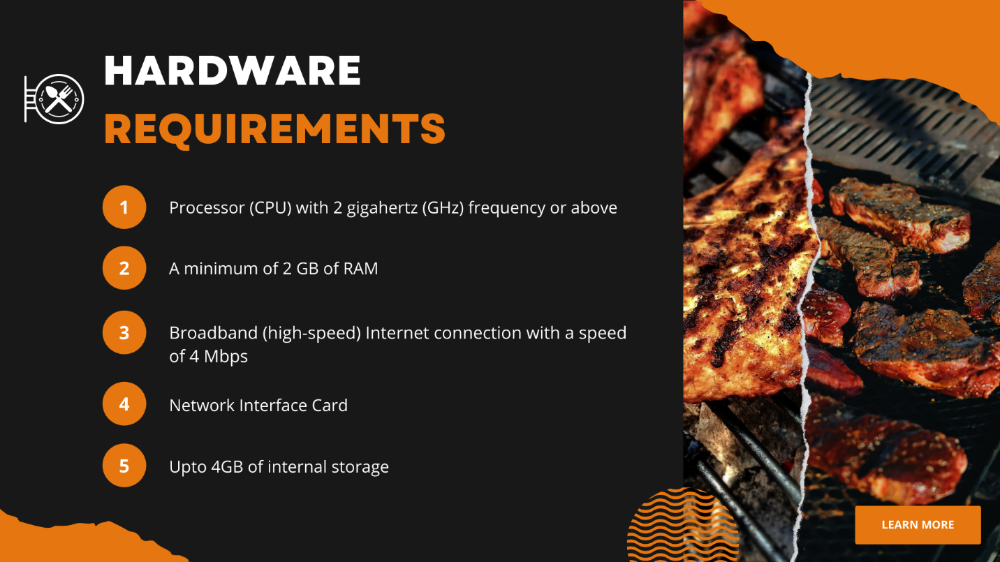 HARDWARE
REQUIREMENTS
1 Processor (CPU) with 2 gigahertz (GHz) frequency or above
2 A minimum of 2 GB of RAM
3 Broadband (high-speed) Internet connection with a speed
of 4 Mbps
4 Network Interface Card
5 Upto 4GB of internal storage
LEARN MORE